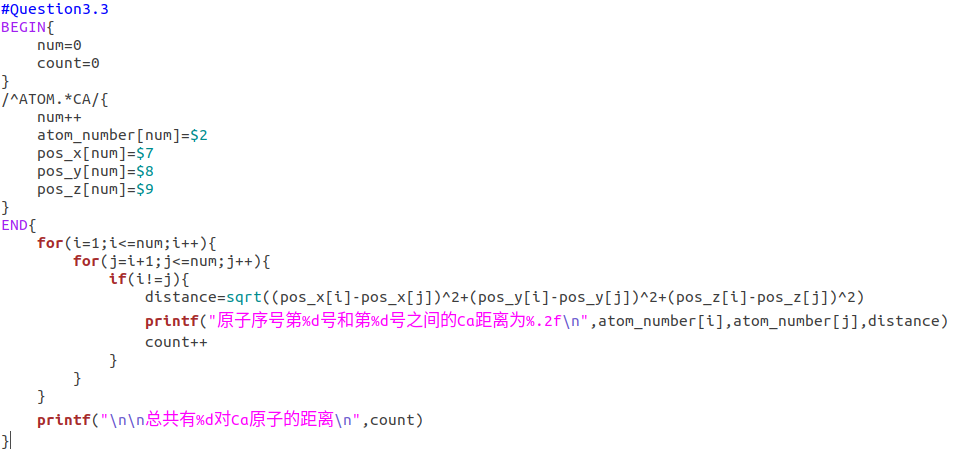 #Question3.3
BEGIN{
    num=0
    count=0
}
/^ATOM.*CA/{
    num++
    atom_number[num]=$2
    pos_x[num]=$7
    pos_y[num]=$8
    pos_z[num]=$9
}
END{
    for(i=1;i<=num;i++){
        for(j=i+1;j<=num;j++){
            if(i!=j){
                distance=sqrt((pos_x[i]-pos_x[j])^2+(pos_y[i]-pos_y[j])^2+(pos_z[i]-pos_z[j])^2)
                printf("原子序号第%d号和第%d号之间的Cα距离为%.2f\n",atom_number[i],atom_number[j],distance)
                count++
            }
        }
    }
    printf("\n\n总共有%d对Cα原子的距离\n",count)
}